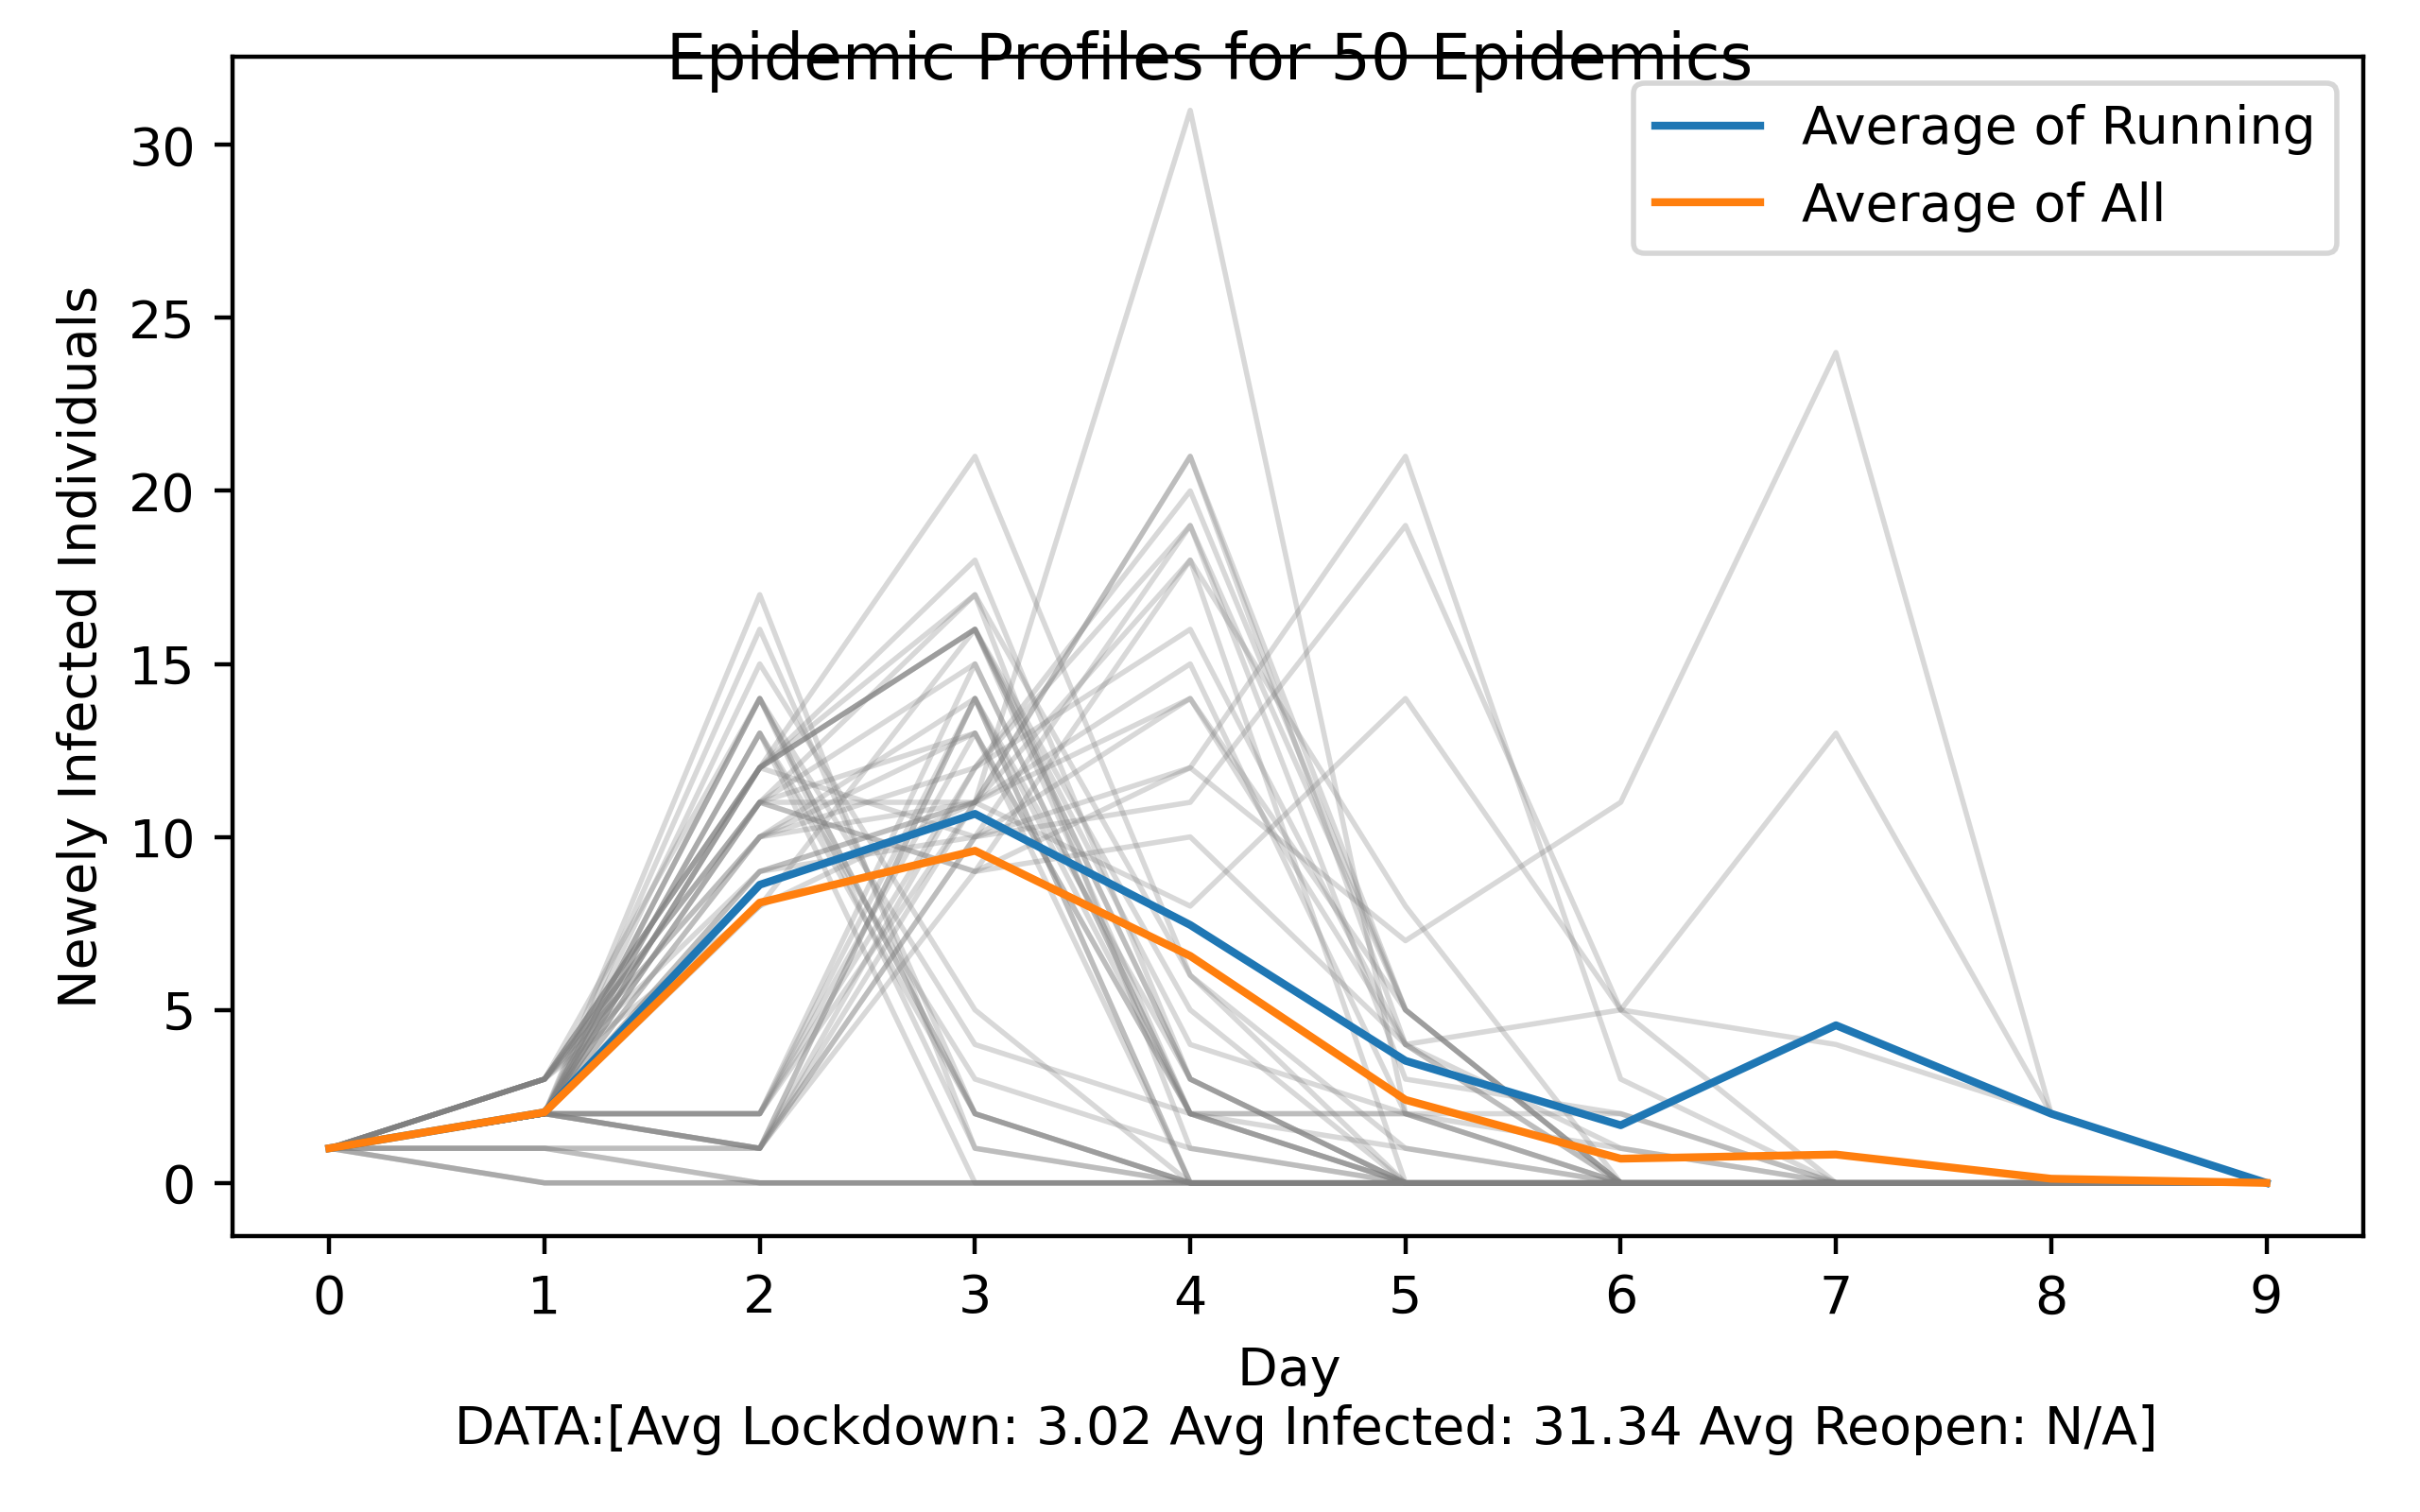 Epidemic Profiles for 50 Epidemics
Average of Running
Average of All
Newely Infected Individuals
30
25
20
15
10
5
0
0 1 2 3 4 5 6 7 8 9
Day
DATA:[Avg Lockdown: 3.02 Avg Infected: 31.34 Avg Reopen: N/A]